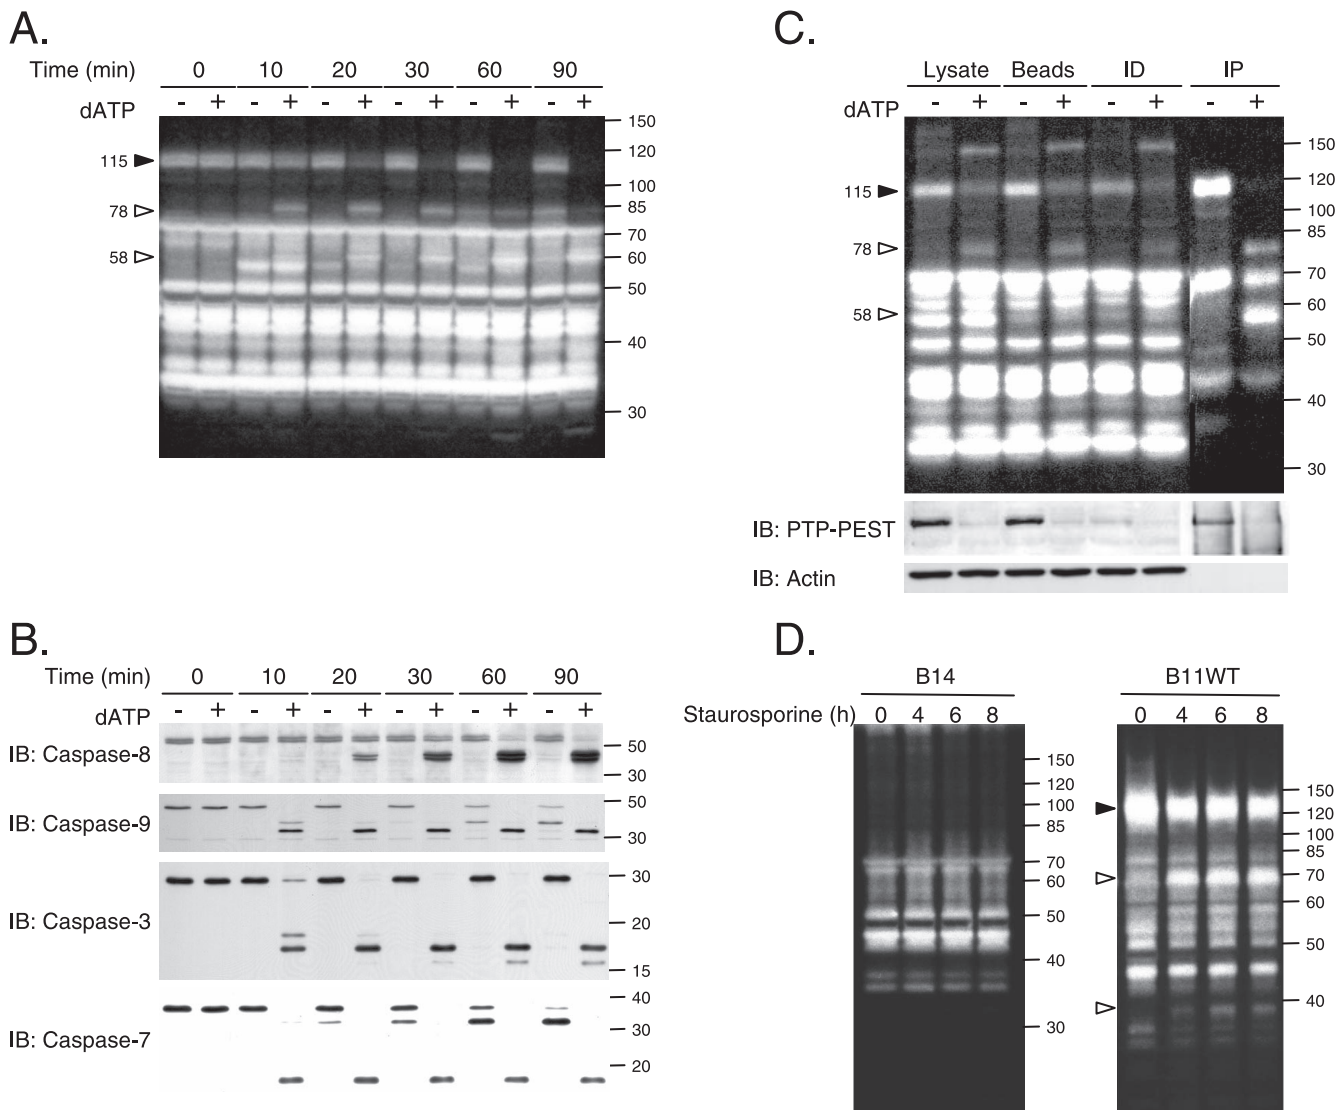 A.
Time (min) 0 10 20 30 60 90
dATP - + - + - + - + - + - +
150
115 120
100
78 85
70
58 60
50
40
30
B.
Time (min) 0 10 20 30 60 90
dATP - + - + - + - + - + - +
IB: Caspase-8 50
30
IB: Caspase-9 50
30
IB: Caspase-3 30
20
15
IB: Caspase-7 40
30
20
C.
Lysate Beads ID IP
dATP - + - + - + - +
150
115 120
100
78 85
70
58 60
50
40
30
IB: PTP-PEST
IB: Actin
D.
B14 B11WT
Staurosporine (h) 0 4 6 8 0 4 6 8
150 150
120 120
100 100
85 85
70 70
60 60
50 50
40 40
30